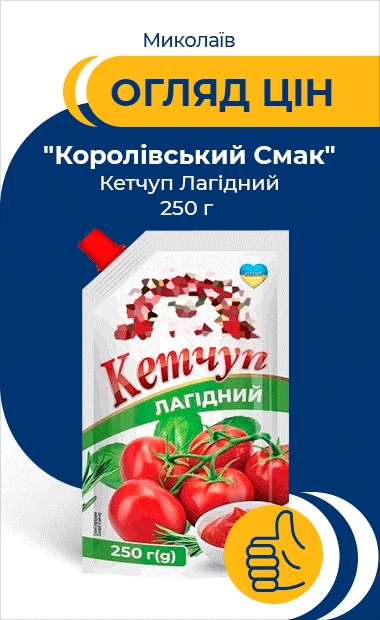 Миколаїв
ОГЛЯД ЦІН
"Королівський Смак"
Кетчуп Лагідний
250 г
Кетчуп
ЛАГІДНИЙ
250 г(g)